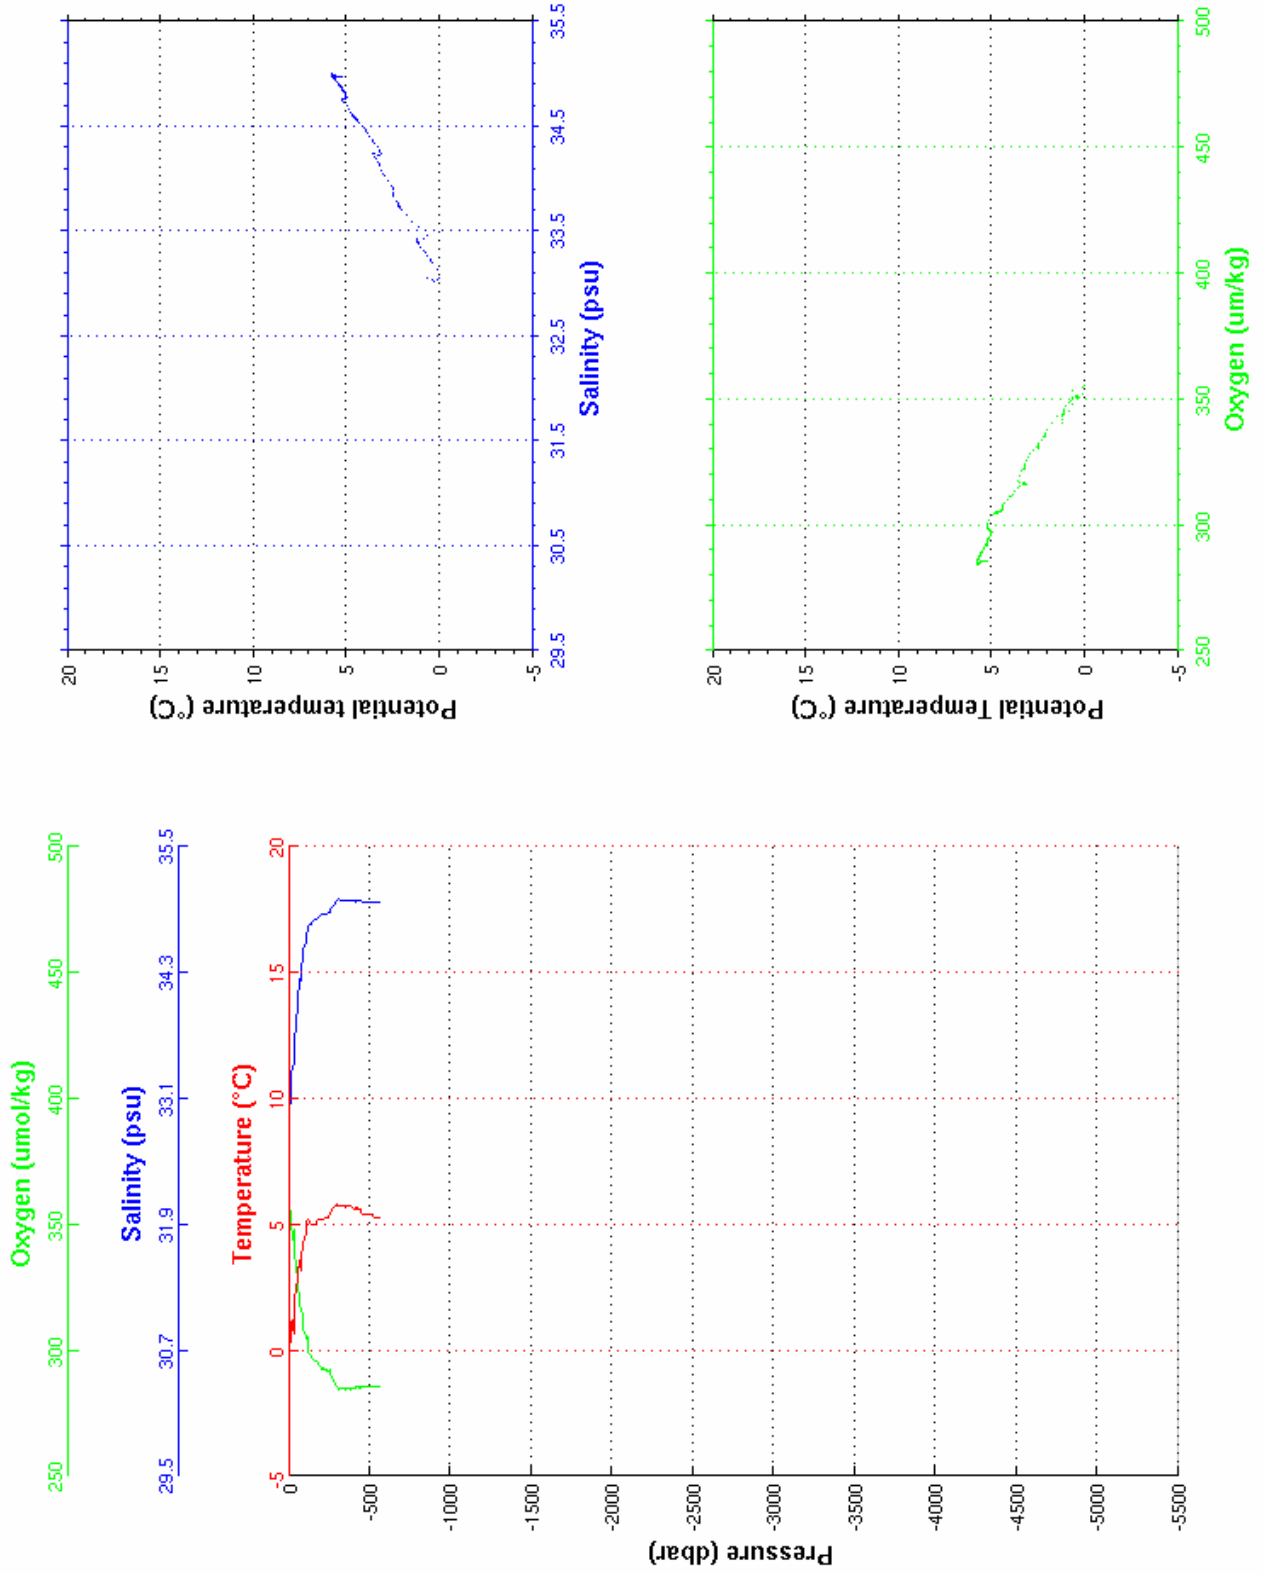 Oxygen (umol/kg)
250 300 350 400 450 500
Salinity (psu)
29.5 30.7 31.9 33.1 34.3 35.5
Temperature (°C)
-5 0 5 10 15 20
Pressure (dbar)
0
-500
-1000
-1500
-2000
-2500
-3000
-3500
-4000
-4500
-5000
-5500
Potential temperature (°C)
20
15
10
5
0
-5
29.5 30.5 31.5 32.5 33.5 34.5 35.5
Salinity (psu)
Potential Temperature (°C)
20
15
10
5
0
-5
250 300 350 400 450 500
Oxygen (um/kg)